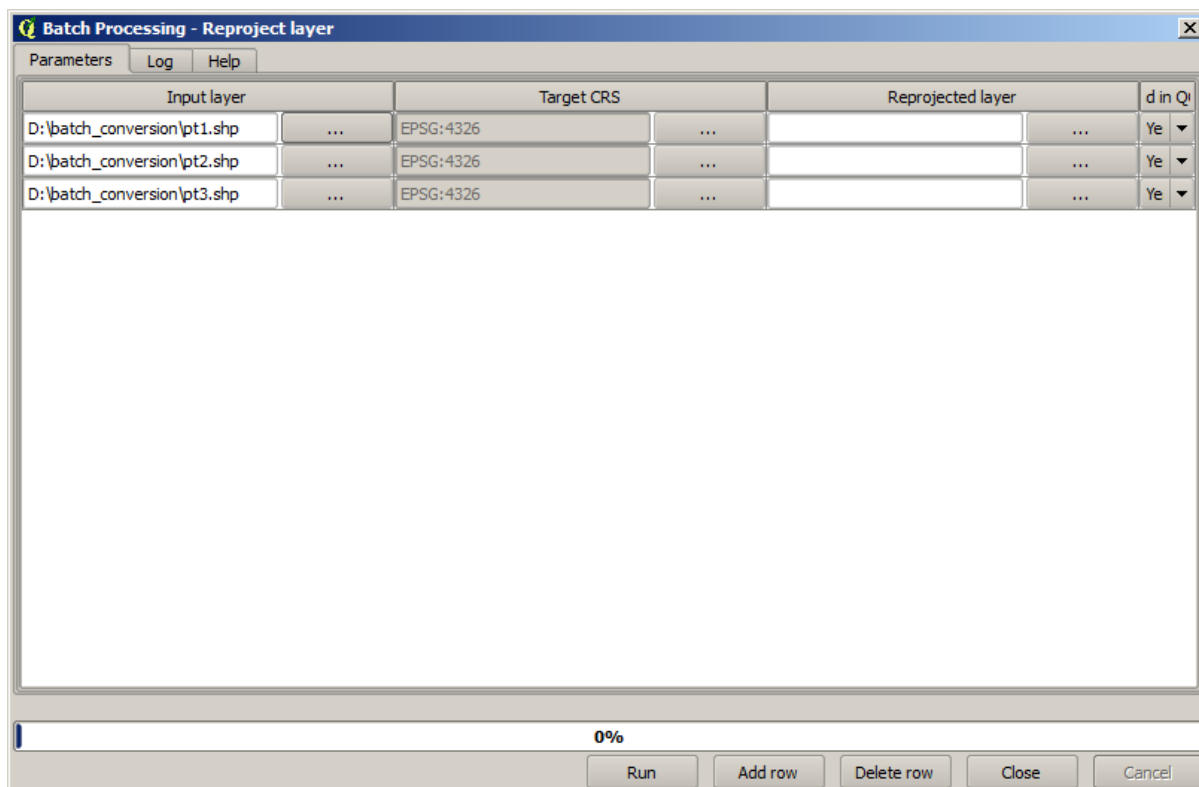 Batch Processing - Reproject layer
Parameters Log Help
Input layer Target CRS Reprojected layer d in Q
D:\batch_conversion\pt1.shp ... EPSG:4326 ... ... Ye
D:\batch_conversion\pt2.shp ... EPSG:4326 ... ... Ye
D:\batch_conversion\pt3.shp ... EPSG:4326 ... ... Ye
0%
Run Add row Delete row Close Cancel